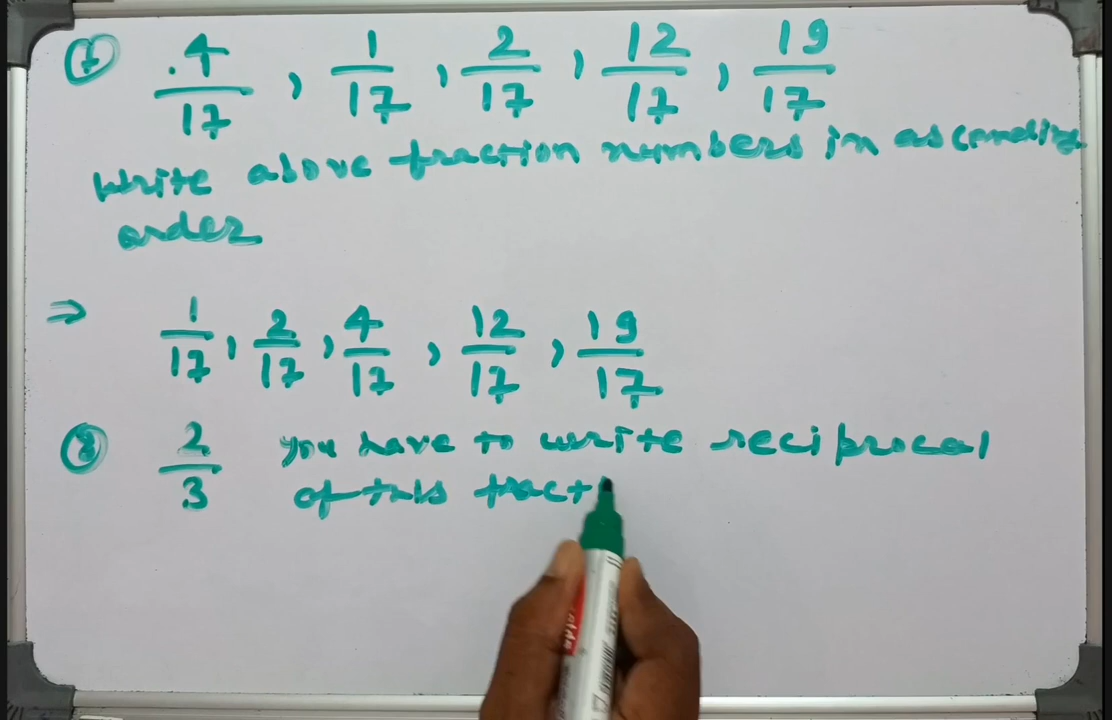 ⑦ 4/17 , 1/17 , 2/17 , 12/17 , 19/17
Write above fraction numbers in ascending
order
⇒ 1/17 , 2/17 , 4/17 , 12/17 , 19/17
⑧ 2/3 you have to write reciprocal
of this fract